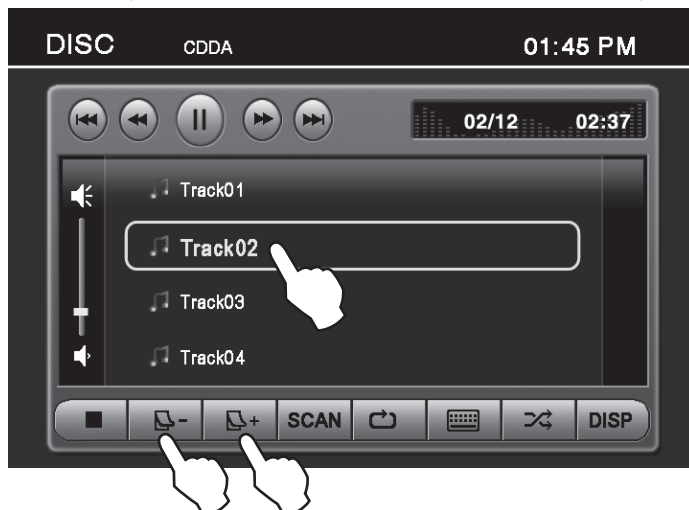 DISC CDDA 01:45 PM
02/12 02:37
Track01
Track02
Track03
Track04
- + SCAN DISP